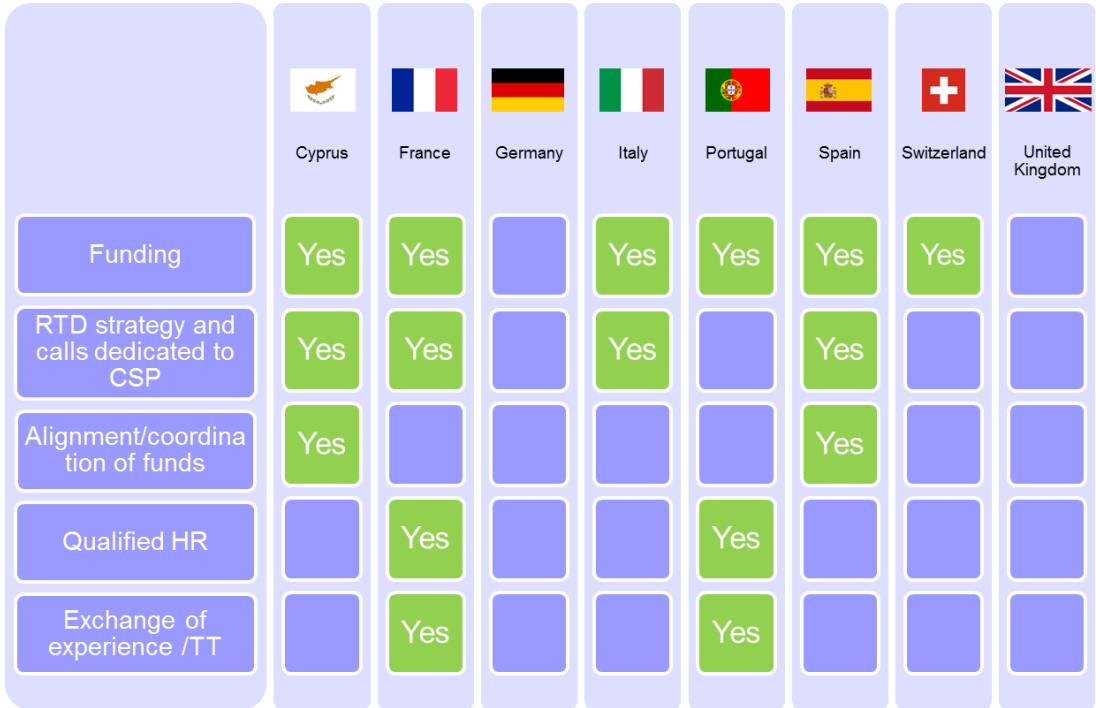 Cyprus
France
Germany
Italy
Portugal
Spain
Switzerland
United
Kingdom
Funding
Yes
Yes
Yes
Yes
Yes
Yes
RTD strategy and
calls dedicated to
CSP
Yes
Yes
Yes
Yes
Alignment/coordina
tion of funds
Yes
Yes
Qualified HR
Yes
Yes
Exchange of
experience /TT
Yes
Yes